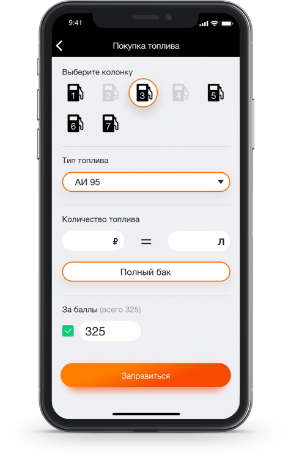 9:41
Покупка топлива
Выберите колонку
1 2 3 4 5
6 7
Тип топлива
АИ 95
Количество топлива
₽ = Л
Полный бак
За баллы (всего 325)
325
Заправиться